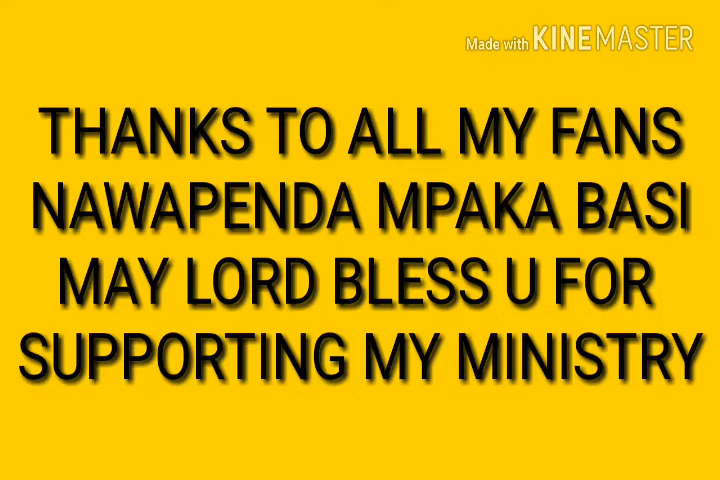 Made with KINEMASTER
THANKS TO ALL MY FANS
NAWAPENDA MPAKA BASI
MAY LORD BLESS U FOR
SUPPORTING MY MINISTRY